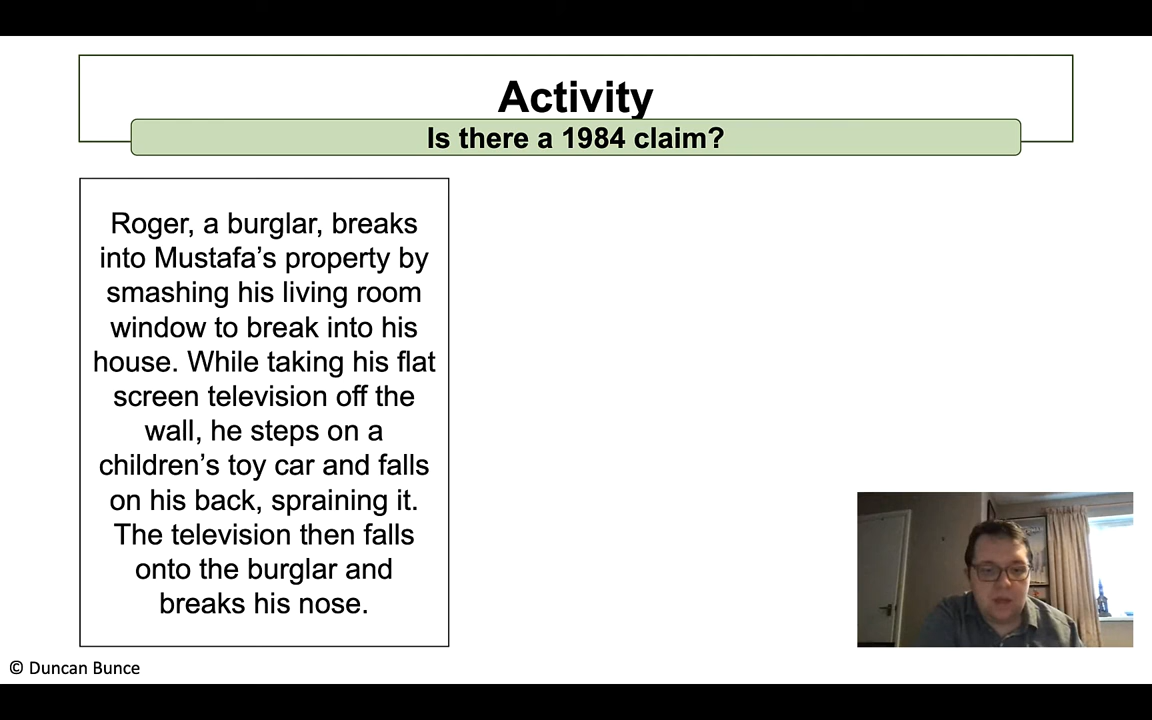 Activity
Is there a 1984 claim?
Roger, a burglar, breaks
into Mustafa’s property by
smashing his living room
window to break into his
house. While taking his flat
screen television off the
wall, he steps on a
children’s toy car and falls
on his back, spraining it.
The television then falls
onto the burglar and
breaks his nose.
© Duncan Bunce